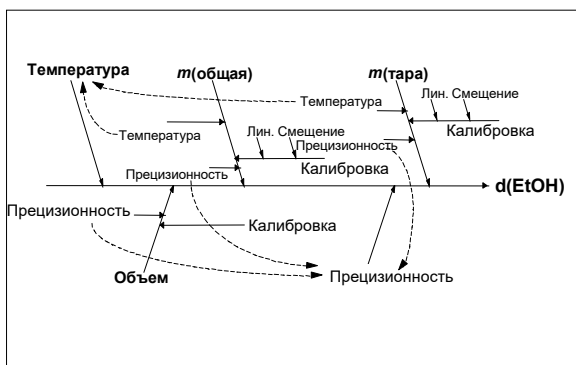 Температура
m(общая)
m(тара)
Температура
Лин. Смещение
Температура
Лин. Смещение
Прецизионность
Калибровка
Прецизионность
Калибровка
d(EtOH)
Прецизионность
Калибровка
Объем
Прецизионность